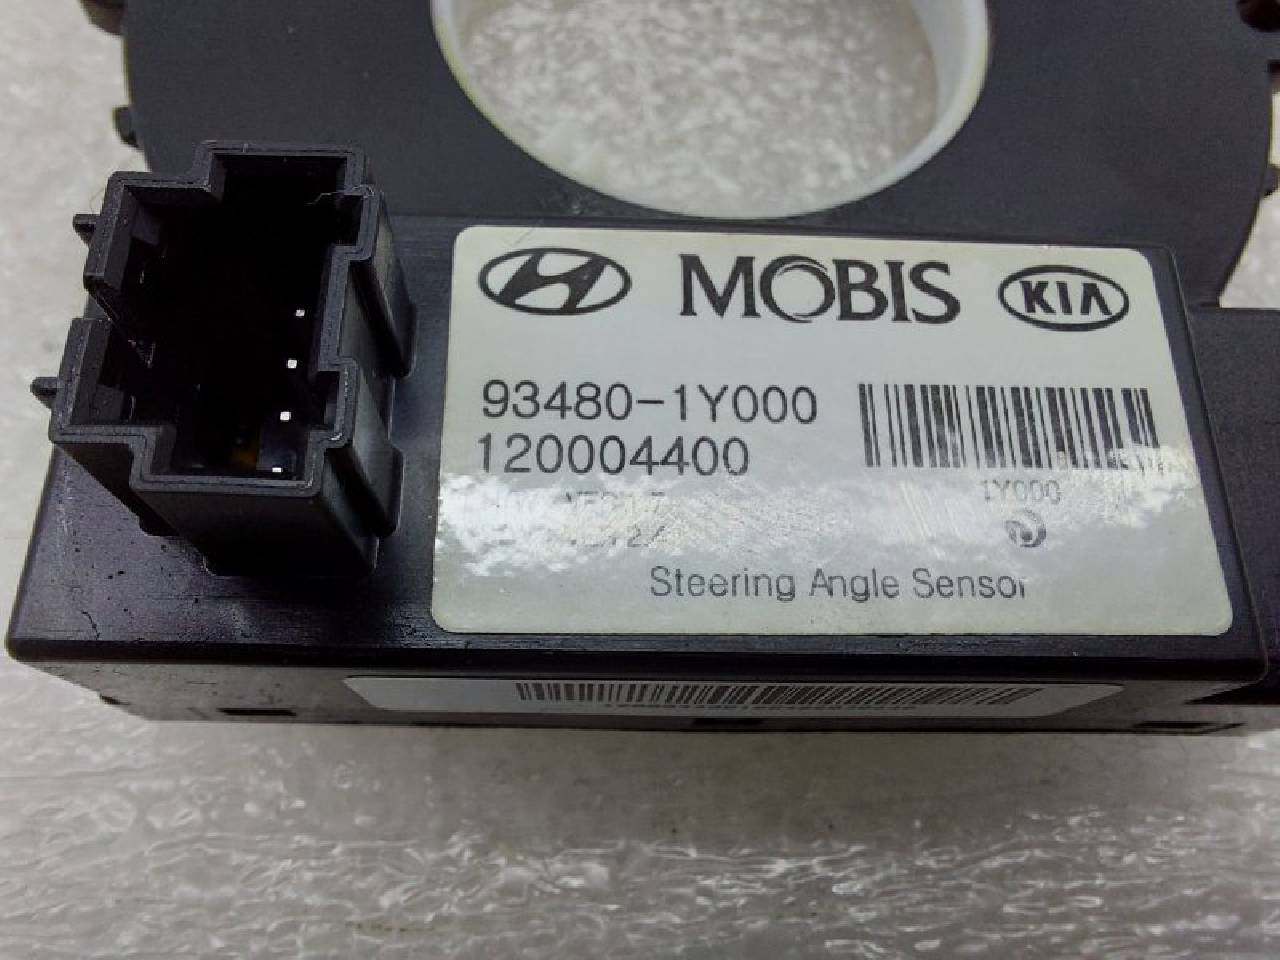 MOBIS KIA
93480-1Y000
120004400
1Y000
Steering Angle Sensor